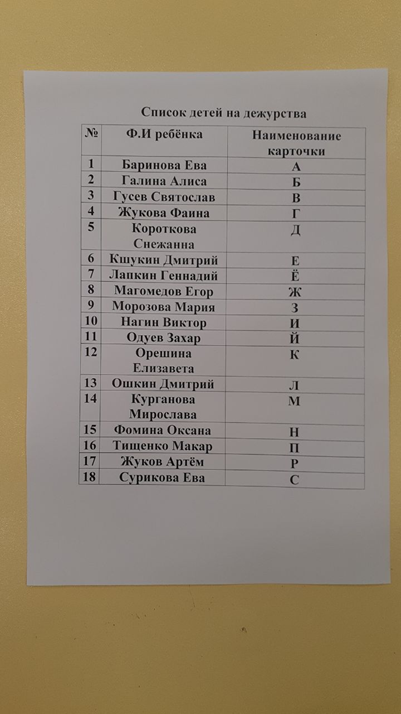 Список детей на дежурства
№ Ф.И ребёнка Наименование
карточки
1 Баринова Ева А
2 Галина Алиса Б
3 Гусев Святослав В
4 Жукова Фаина Г
5 Короткова Д
Снежанна
6 Кшукин Дмитрий Е
7 Лапкин Геннадий Ё
8 Магомедов Егор Ж
9 Морозова Мария З
10 Нагин Виктор И
11 Одуев Захар Й
12 Орешина К
Елизавета
13 Ошкин Дмитрий Л
14 Курганова М
Мирослава
15 Фомина Оксана Н
16 Тищенко Макар П
17 Жуков Артём Р
18 Сурикова Ева С